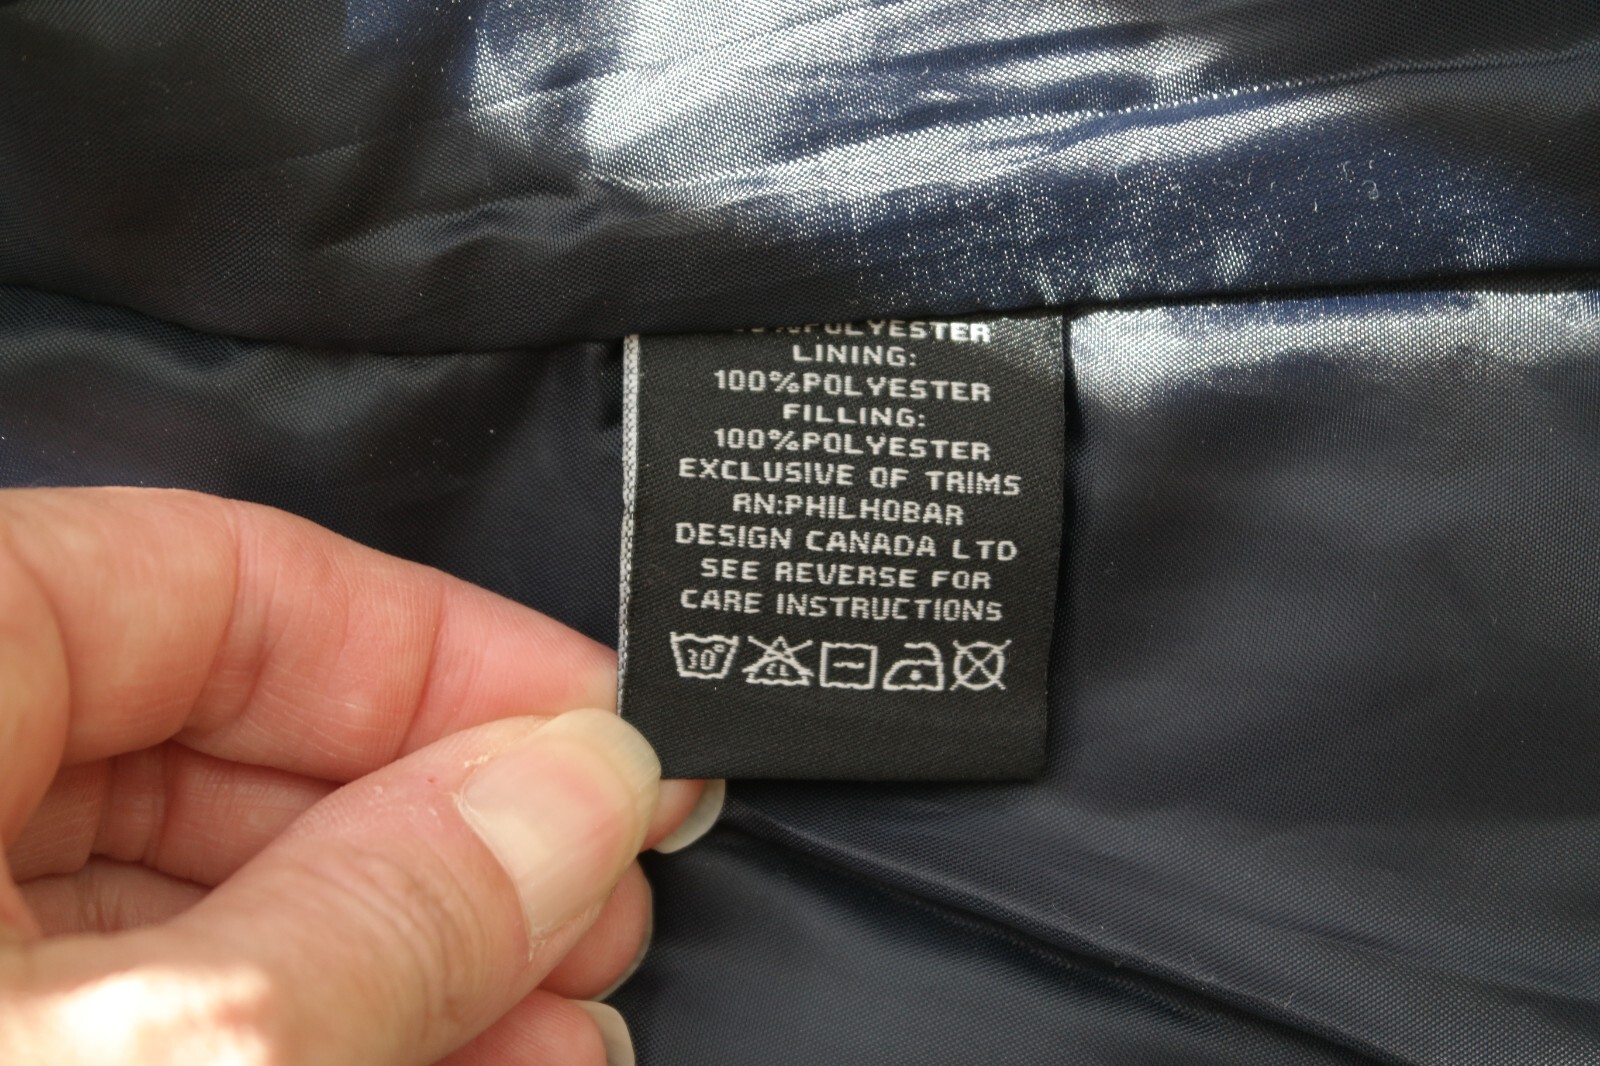 %POLYESTER
LINING:
100%POLYESTER
FILLING:
100%POLYESTER
EXCLUSIVE OF TRIMS
RN:PHILHOBAR
DESIGN CANADA LTD
SEE REVERSE FOR
CARE INSTRUCTIONS
30° CL